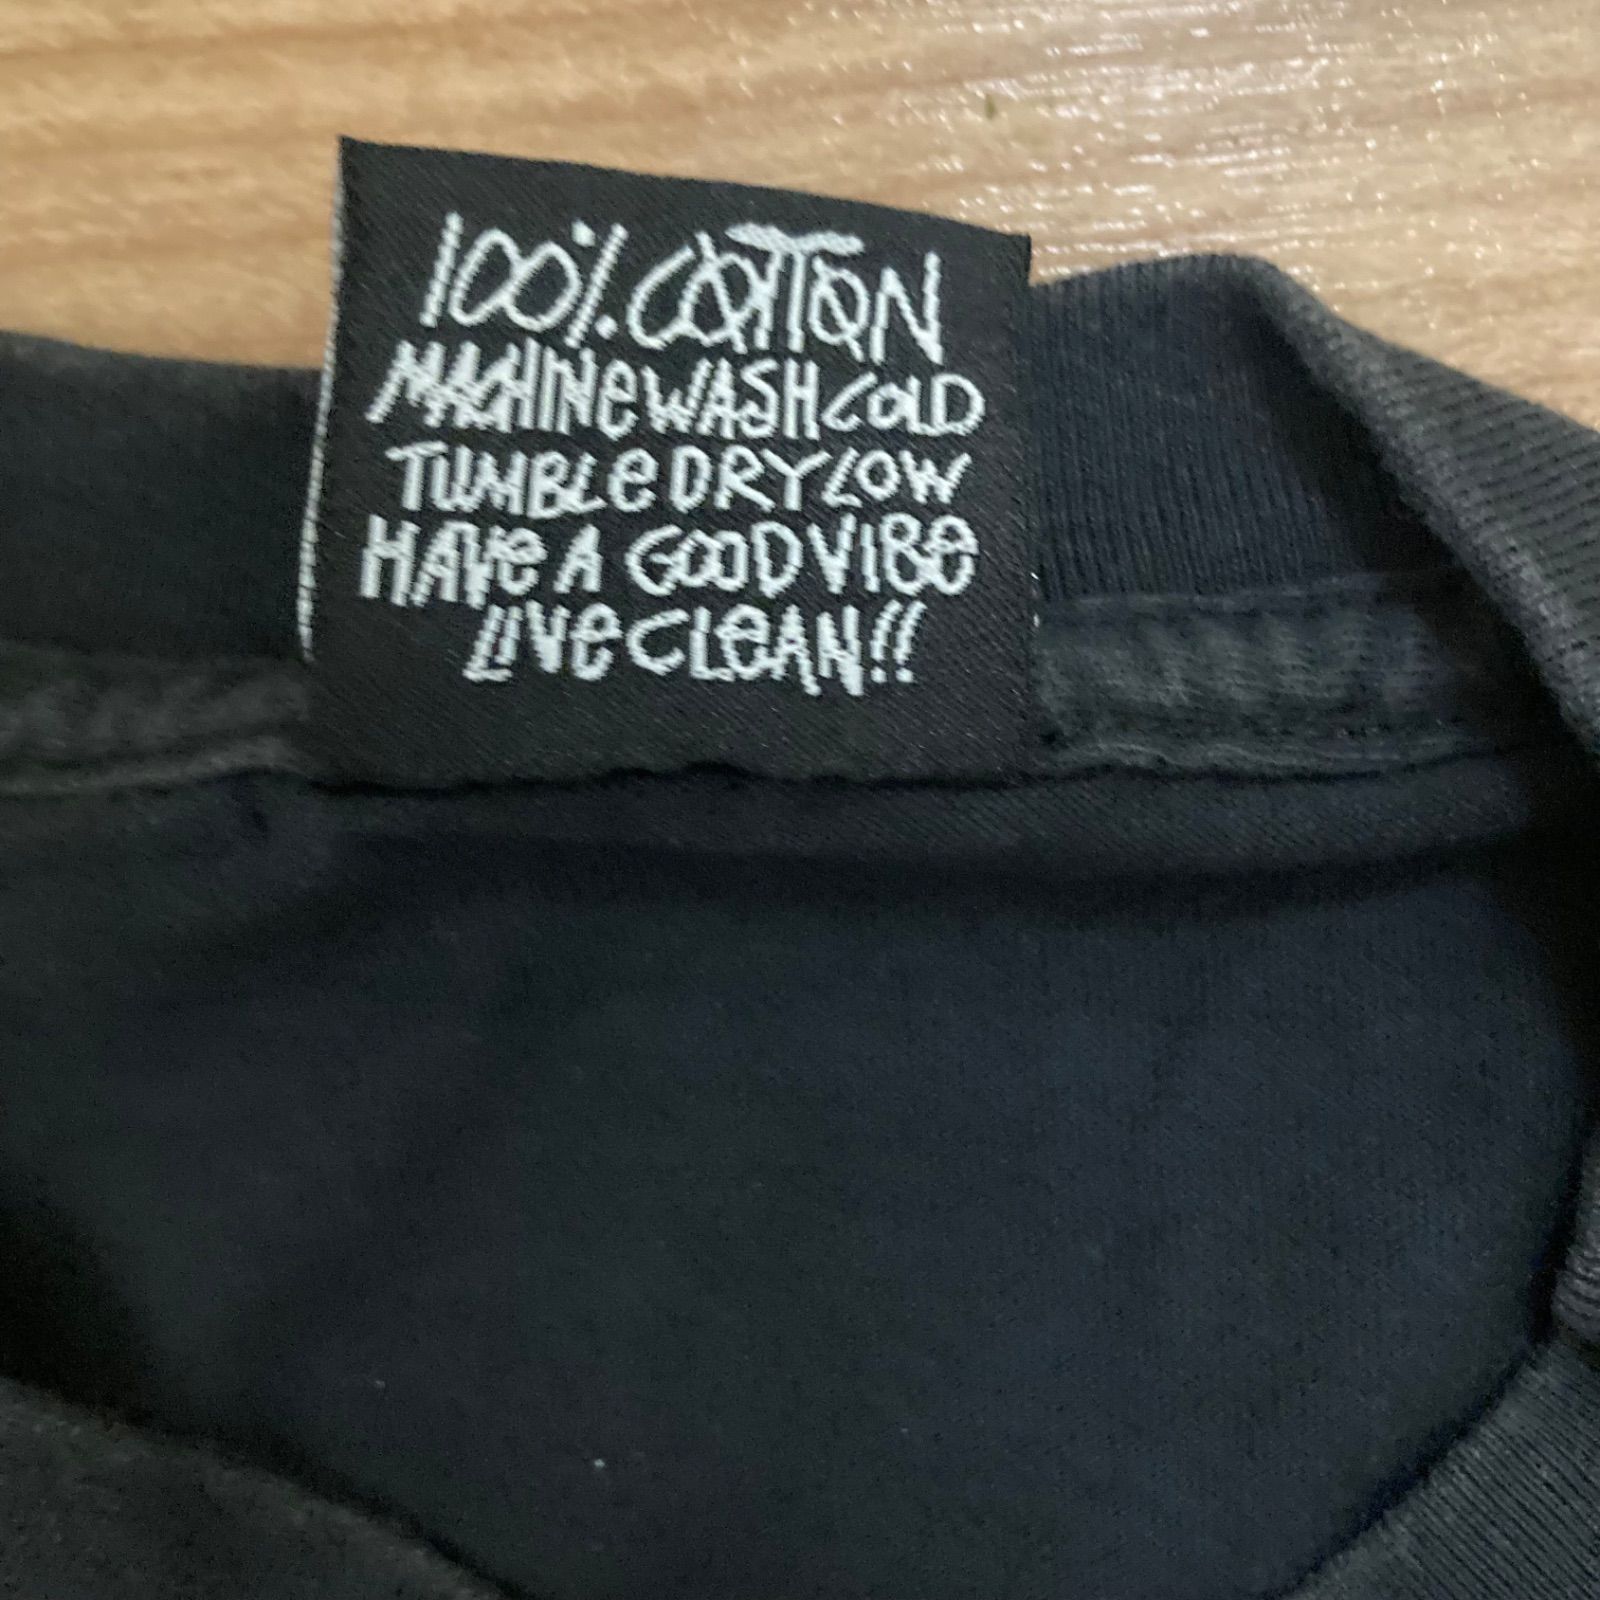 100% COTTON
MACHINe WASH COLD
TUMBLe DRY LOW
HAVe A GOOD VIBe
LIVe CLeAN!!